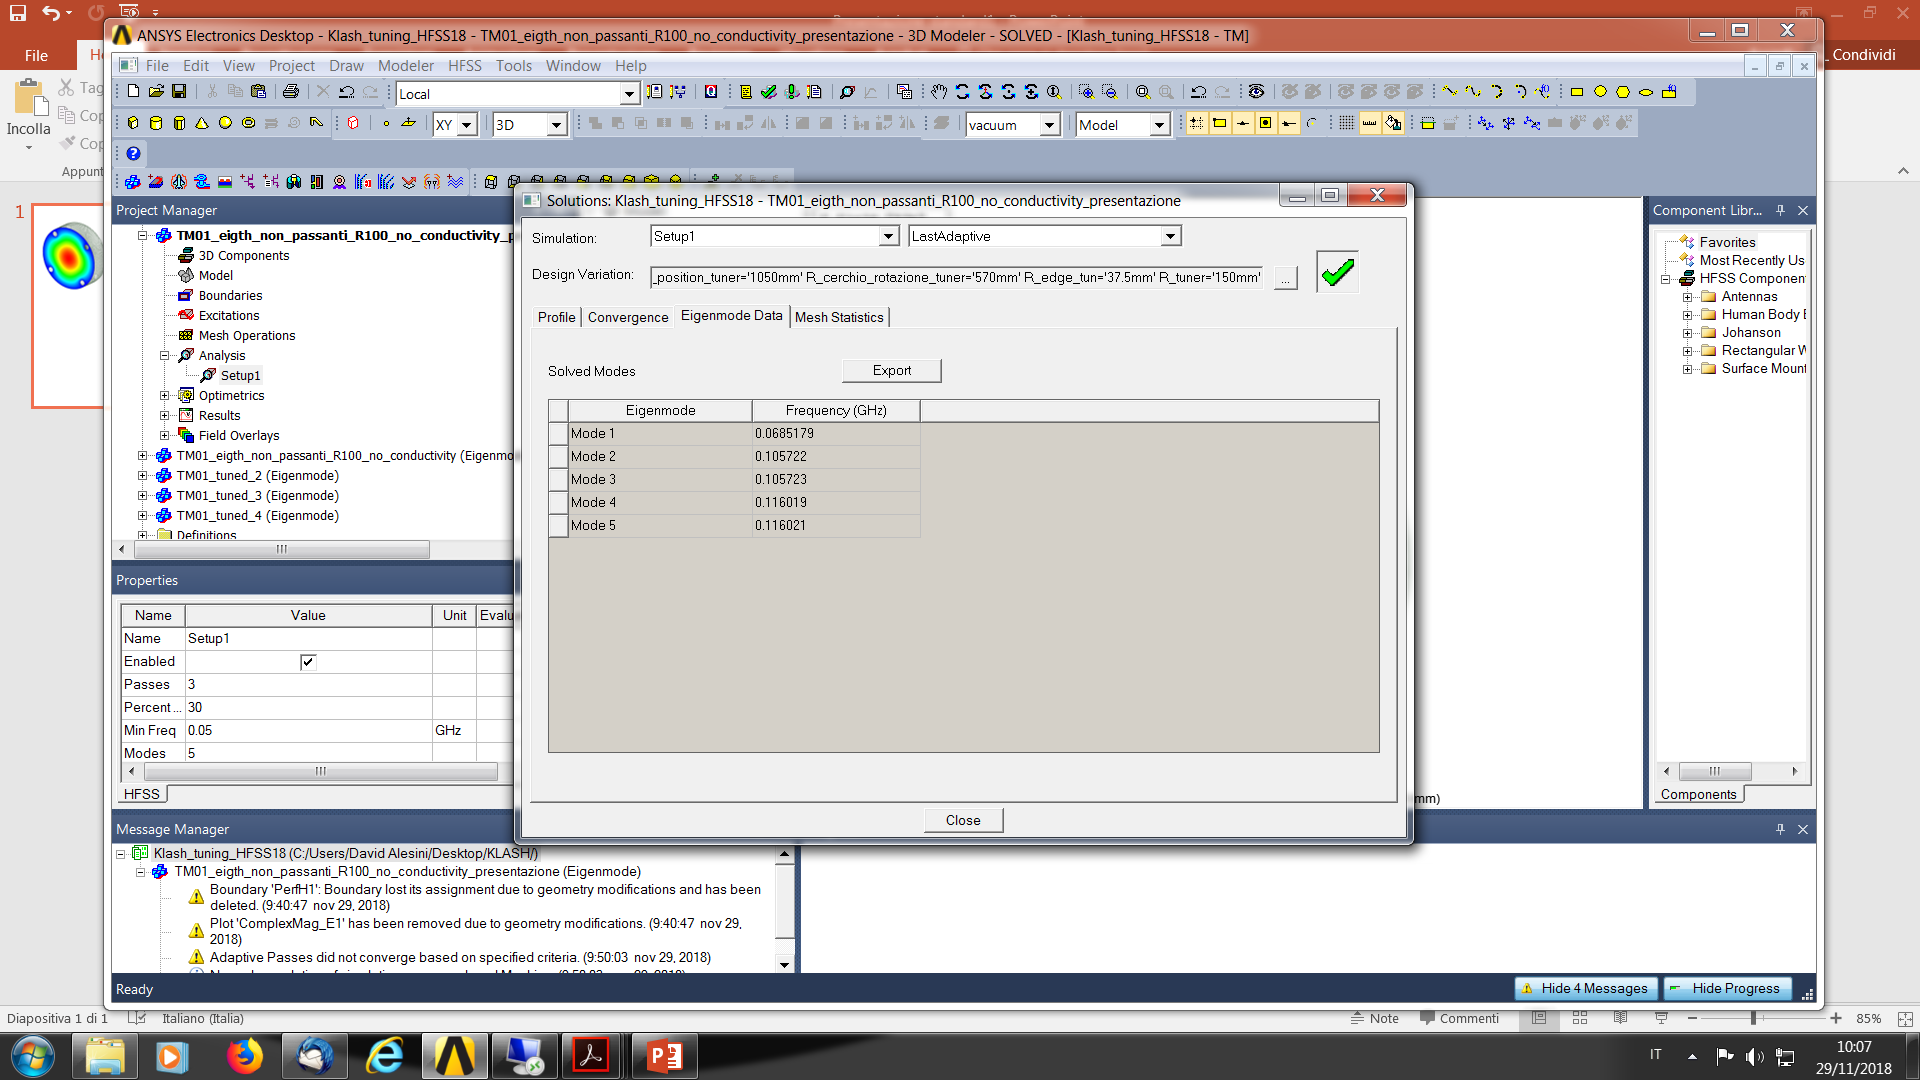 File
Condividi
Incolla
Tag
Cop
Cop
Appunt
1
ANSYS Electronics Desktop - Klash_tuning_HFSS18 - TM01_eigth_non_passanti_R100_no_conductivity_presentazione - 3D Modeler - SOLVED - [Klash_tuning_HFSS18 - TM]
File Edit View Project Draw Modeler HFSS Tools Window Help
Local
XY 3D vacuum Model
Project Manager
TM01_eigth_non_passanti_R100_no_conductivity_p
3D Components
Model
Boundaries
Excitations
Mesh Operations
Analysis
Setup1
Optimetrics
Results
Field Overlays
TM01_eigth_non_passanti_R100_no_conductivity (Eigenmo
TM01_tuned_2 (Eigenmode)
TM01_tuned_3 (Eigenmode)
TM01_tuned_4 (Eigenmode)
Definitions
Properties
Name Value Unit Evalu
Name Setup1
Enabled
Passes 3
Percent ... 30
Min Freq 0.05 GHz
Modes 5
HFSS
Solutions: Klash_tuning_HFSS18 - TM01_eigth_non_passanti_R100_no_conductivity_presentazione
Simulation: Setup1 LastAdaptive
Design Variation: _position_tuner='1050mm' R_cerchio_rotazione_tuner='570mm' R_edge_tun='37.5mm' R_tuner='150mm' ...
Profile Convergence Eigenmode Data Mesh Statistics
Solved Modes Export
Eigenmode Frequency (GHz)
Mode 1 0.0685179
Mode 2 0.105722
Mode 3 0.105723
Mode 4 0.116019
Mode 5 0.116021
Close
mm)
Component Libr...
Favorites
Most Recently Us
HFSS Componen
Antennas
Human Body E
Johanson
Rectangular W
Surface Mount
Components
Message Manager
Klash_tuning_HFSS18 (C:/Users/David Alesini/Desktop/KLASH/)
TM01_eigth_non_passanti_R100_no_conductivity_presentazione (Eigenmode)
Boundary 'PerfH1': Boundary lost its assignment due to geometry modifications and has been
deleted. (9:40:47 nov 29, 2018)
Plot 'ComplexMag_E1' has been removed due to geometry modifications. (9:40:47 nov 29,
2018)
Adaptive Passes did not converge based on specified criteria. (9:50:03 nov 29, 2018)
Ready
Hide 4 Messages Hide Progress
Diapositiva 1 di 1 Italiano (Italia) Note Commenti 85%
IT
10:07
29/11/2018